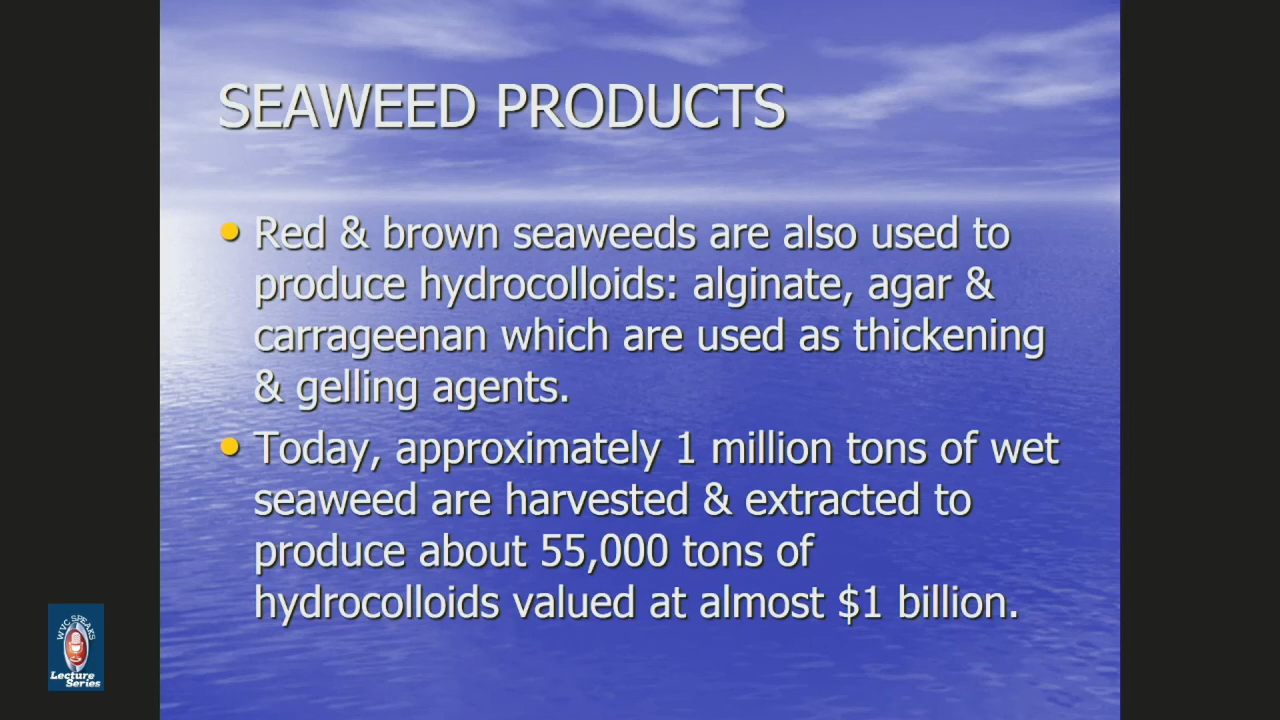 SEAWEED PRODUCTS
• Red & brown seaweeds are also used to
produce hydrocolloids: alginate, agar &
carrageenan which are used as thickening
& gelling agents.
• Today, approximately 1 million tons of wet
seaweed are harvested & extracted to
produce about 55,000 tons of
hydrocolloids valued at almost $1 billion.
WVC SPEAKS
Lecture
Series